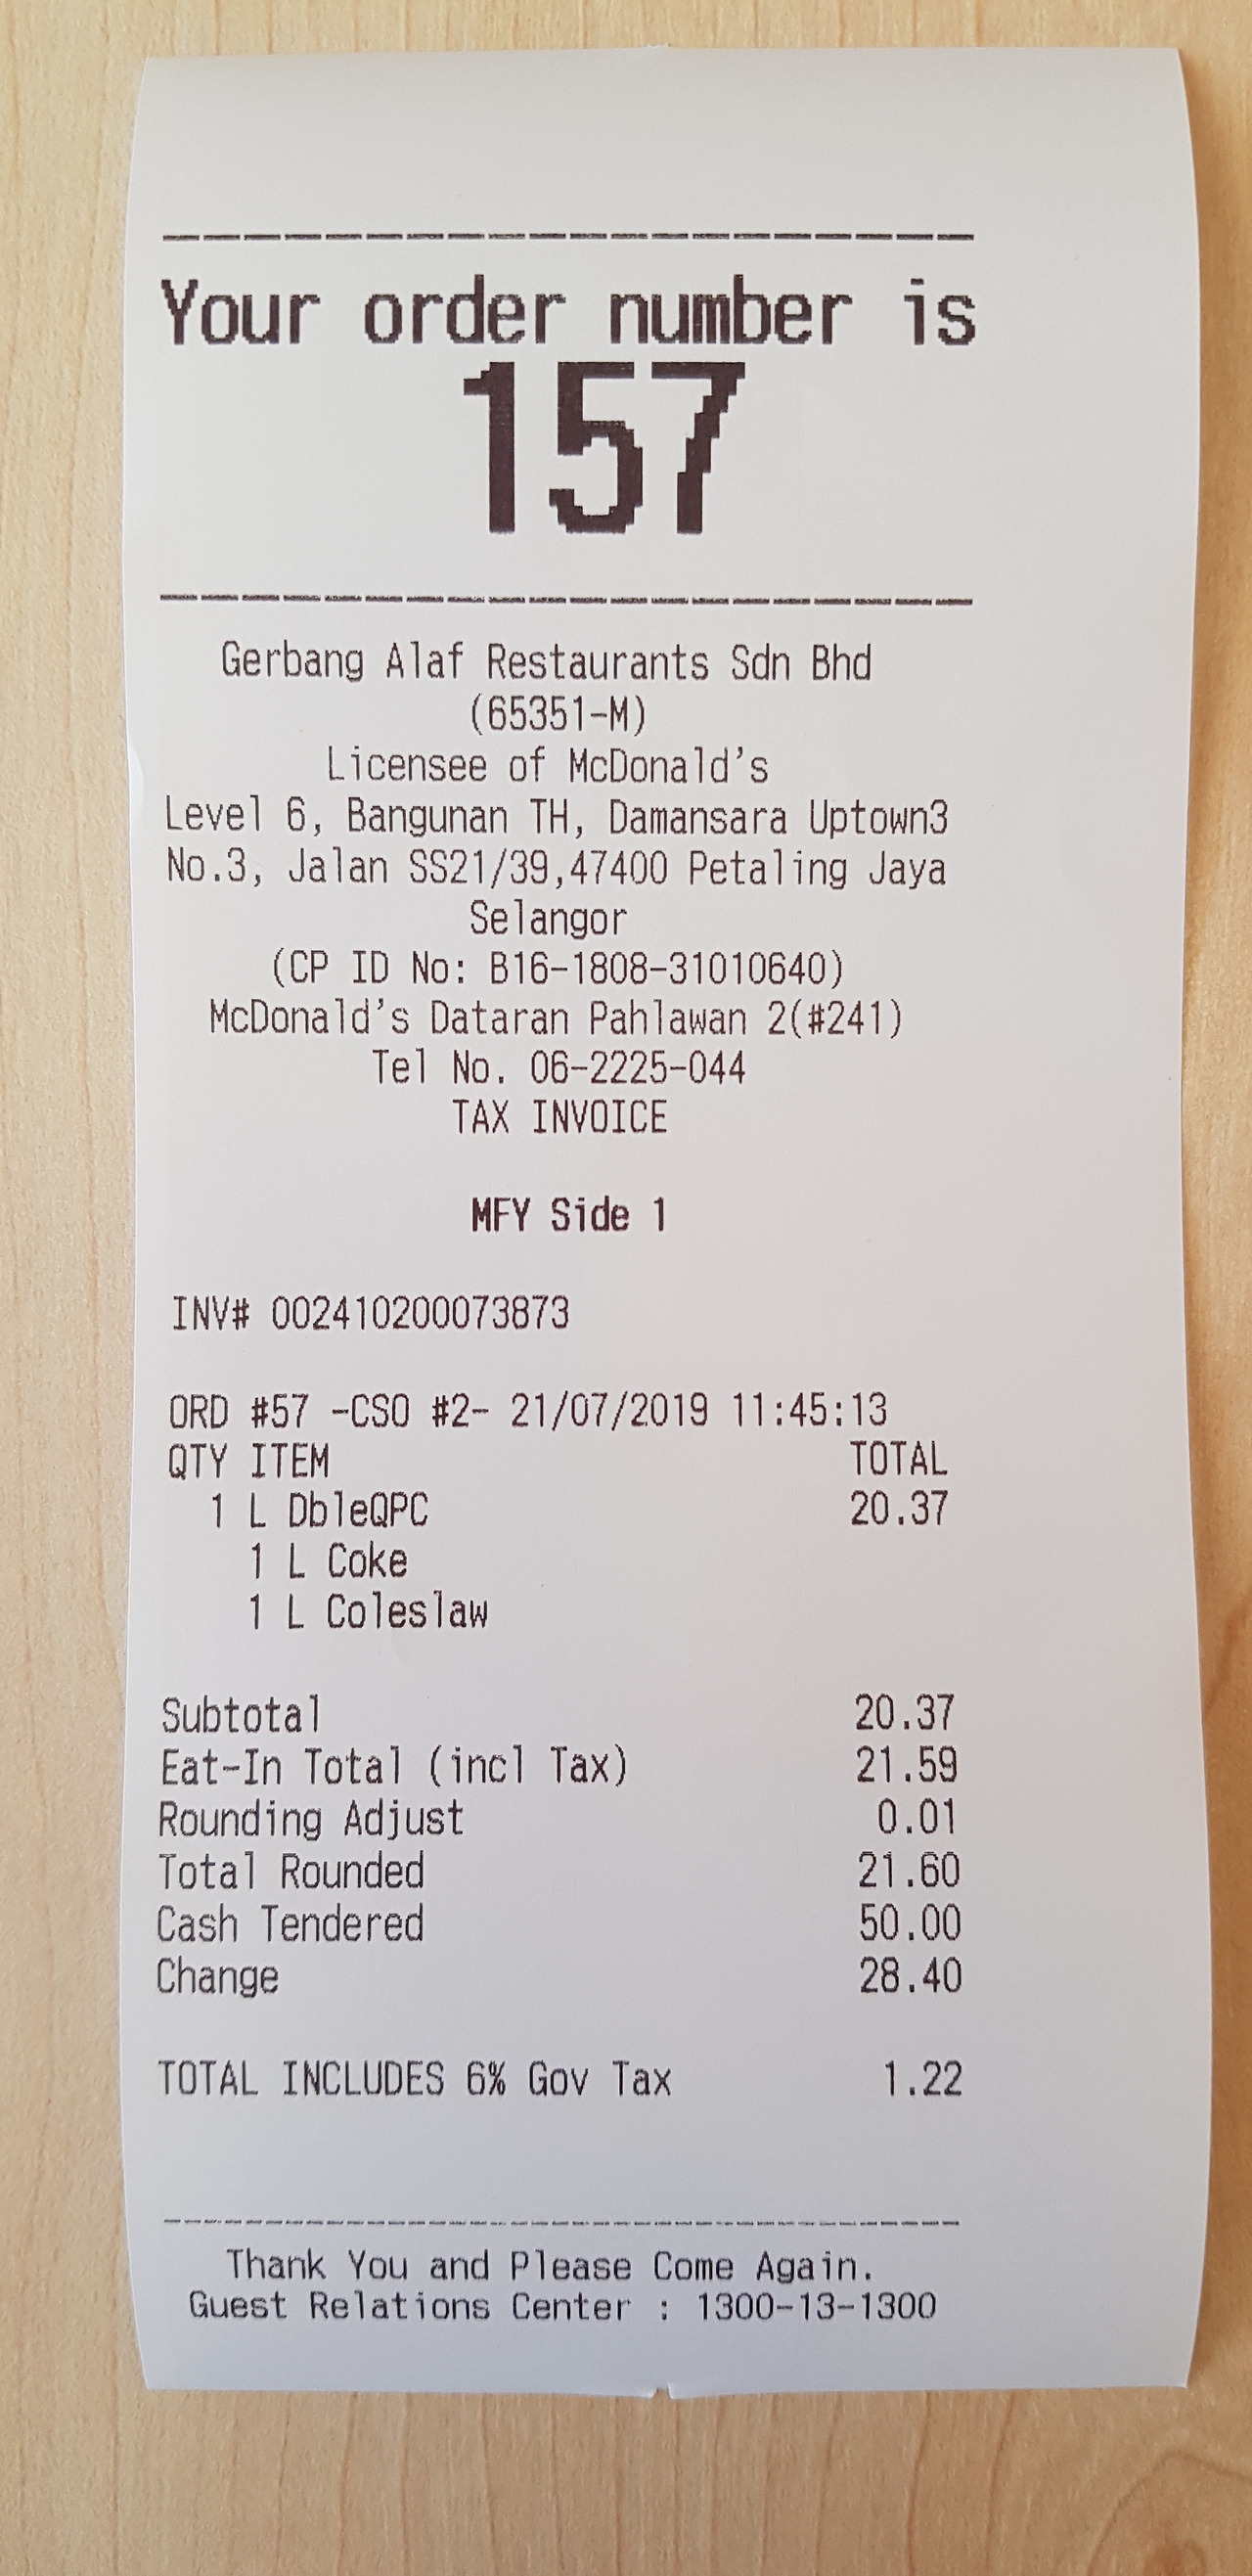 Your order number is
157
Gerbang Alaf Restaurants Sdn Bhd
(65351-M)
Licensee of McDonald's
Level 6, Bangunan TH, Damansara Uptown3
No.3, Jalan SS21/39,47400 Petaling Jaya
Selangor
(CP ID No: B16-1808-31010640)
McDonald's Dataran Pahlawan 2(#241)
Tel No. 06-2225-044
TAX INVOICE
MFY Side 1
INV# 002410200073873
ORD #57 -CSO #2- 21/07/2019 11:45:13
QTY ITEM TOTAL
1 L DbleQPC 20.37
1 L Coke
1 L Coleslaw
Subtotal 20.37
Eat-In Total (incl Tax) 21.59
Rounding Adjust 0.01
Total Rounded 21.60
Cash Tendered 50.00
Change 28.40
TOTAL INCLUDES 6% Gov Tax 1.22
Thank You and Please Come Again.
Guest Relations Center : 1300-13-1300